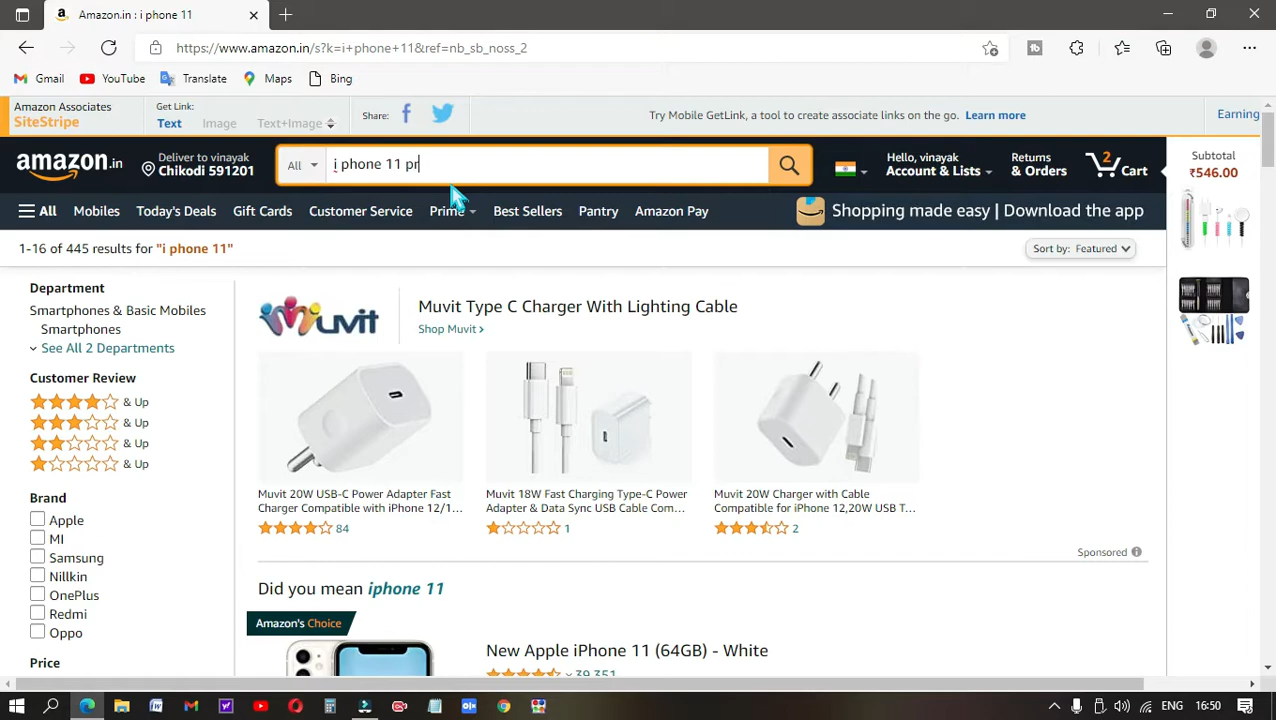 Amazon.in : i phone 11
https://www.amazon.in/s?k=i+phone+11&ref=nb_sb_noss_2
Gmail YouTube Translate Maps Bing
Amazon Associates
SiteStripe
Get Link:
Text Image Text+Image
Share:
Try Mobile GetLink, a tool to create associate links on the go. Learn more
Earning
amazon.in
Deliver to vinayak
Chikodi 591201
All
i phone 11 pr
Hello, vinayak
Account & Lists
Returns
& Orders
2
Cart
Subtotal
₹546.00
All Mobiles Today's Deals Gift Cards Customer Service Prime Best Sellers Pantry Amazon Pay
Shopping made easy | Download the app
1-16 of 445 results for "i phone 11"
Sort by: Featured
Department
Smartphones & Basic Mobiles
Smartphones
See All 2 Departments
Customer Review
& Up
& Up
& Up
& Up
Brand
Apple
MI
Samsung
Nillkin
OnePlus
Redmi
Oppo
Price
muvit
Muvit Type C Charger With Lighting Cable
Shop Muvit ›
Muvit 20W USB-C Power Adapter Fast
Charger Compatible with iPhone 12/1...
84
Muvit 18W Fast Charging Type-C Power
Adapter & Data Sync USB Cable Com...
1
Muvit 20W Charger with Cable
Compatible for iPhone 12,20W USB T...
2
Sponsored
Did you mean iphone 11
Amazon's Choice
New Apple iPhone 11 (64GB) - White
39,351
ENG 16:50